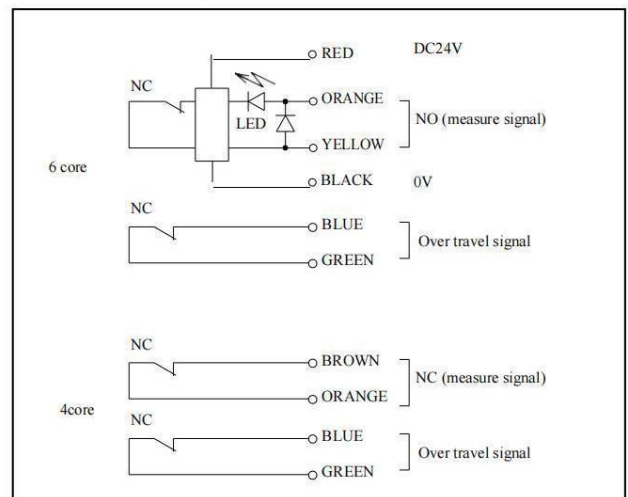 RED DC24V
NC
ORANGE
LED
NO (measure signal)
YELLOW
6 core
BLACK 0V
NC
BLUE
Over travel signal
GREEN
NC
BROWN
NC (measure signal)
ORANGE
4core
NC
BLUE
Over travel signal
GREEN